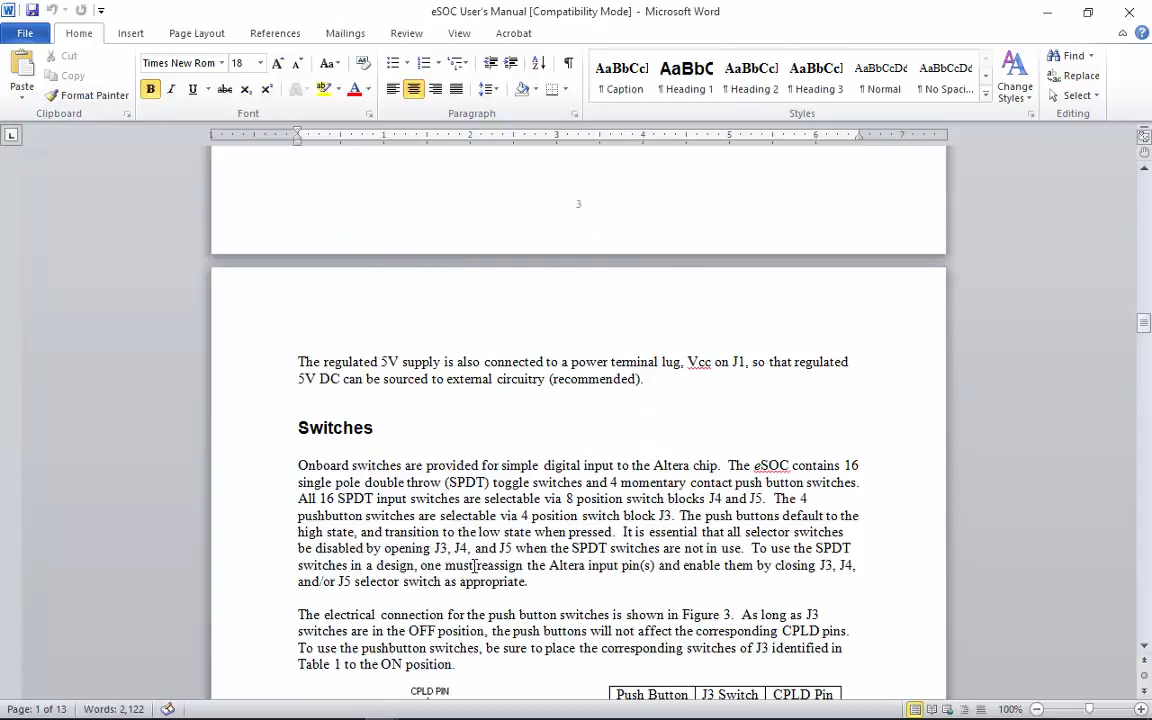 eSOC User's Manual [Compatibility Mode] - Microsoft Word
File Home Insert Page Layout References Mailings Review View Acrobat
Paste
Cut
Copy
Format Painter
Clipboard
Times New Rom 18
Font
Paragraph
AaBbCcI AaBbC AaBbCcI AaBbCcI AaBbCcDd AaBbCcDd
¶ Caption ¶ Heading 1 ¶ Heading 2 ¶ Heading 3 ¶ Normal ¶ No Spaci...
Styles
Change
Styles
Find
Replace
Select
Editing
1 1 2 3 4 5 6 7
3
The regulated 5V supply is also connected to a power terminal lug, Vcc on J1, so that regulated
5V DC can be sourced to external circuitry (recommended).
Switches
Onboard switches are provided for simple digital input to the Altera chip. The eSOC contains 16
single pole double throw (SPDT) toggle switches and 4 momentary contact push button switches.
All 16 SPDT input switches are selectable via 8 position switch blocks J4 and J5. The 4
pushbutton switches are selectable via 4 position switch block J3. The push buttons default to the
high state, and transition to the low state when pressed. It is essential that all selector switches
be disabled by opening J3, J4, and J5 when the SPDT switches are not in use. To use the SPDT
switches in a design, one must reassign the Altera input pin(s) and enable them by closing J3, J4,
and/or J5 selector switch as appropriate.
The electrical connection for the push button switches is shown in Figure 3. As long as J3
switches are in the OFF position, the push buttons will not affect the corresponding CPLD pins.
To use the pushbutton switches, be sure to place the corresponding switches of J3 identified in
Table 1 to the ON position.
CPLD PIN
Push Button J3 Switch CPLD Pin
Page: 1 of 13 Words: 2,122 100%